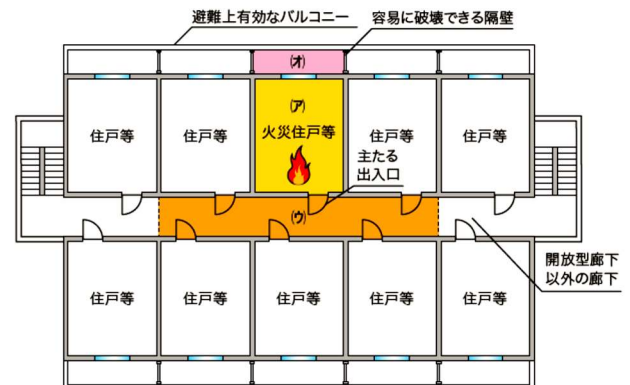 避難上有効なバルコニー
容易に破壊できる隔壁
(オ)
(ア)
住戸等
住戸等
火災住戸等
住戸等
住戸等
主たる
出入口
(ウ)
開放型廊下
以外の廊下
住戸等
住戸等
住戸等
住戸等
住戸等